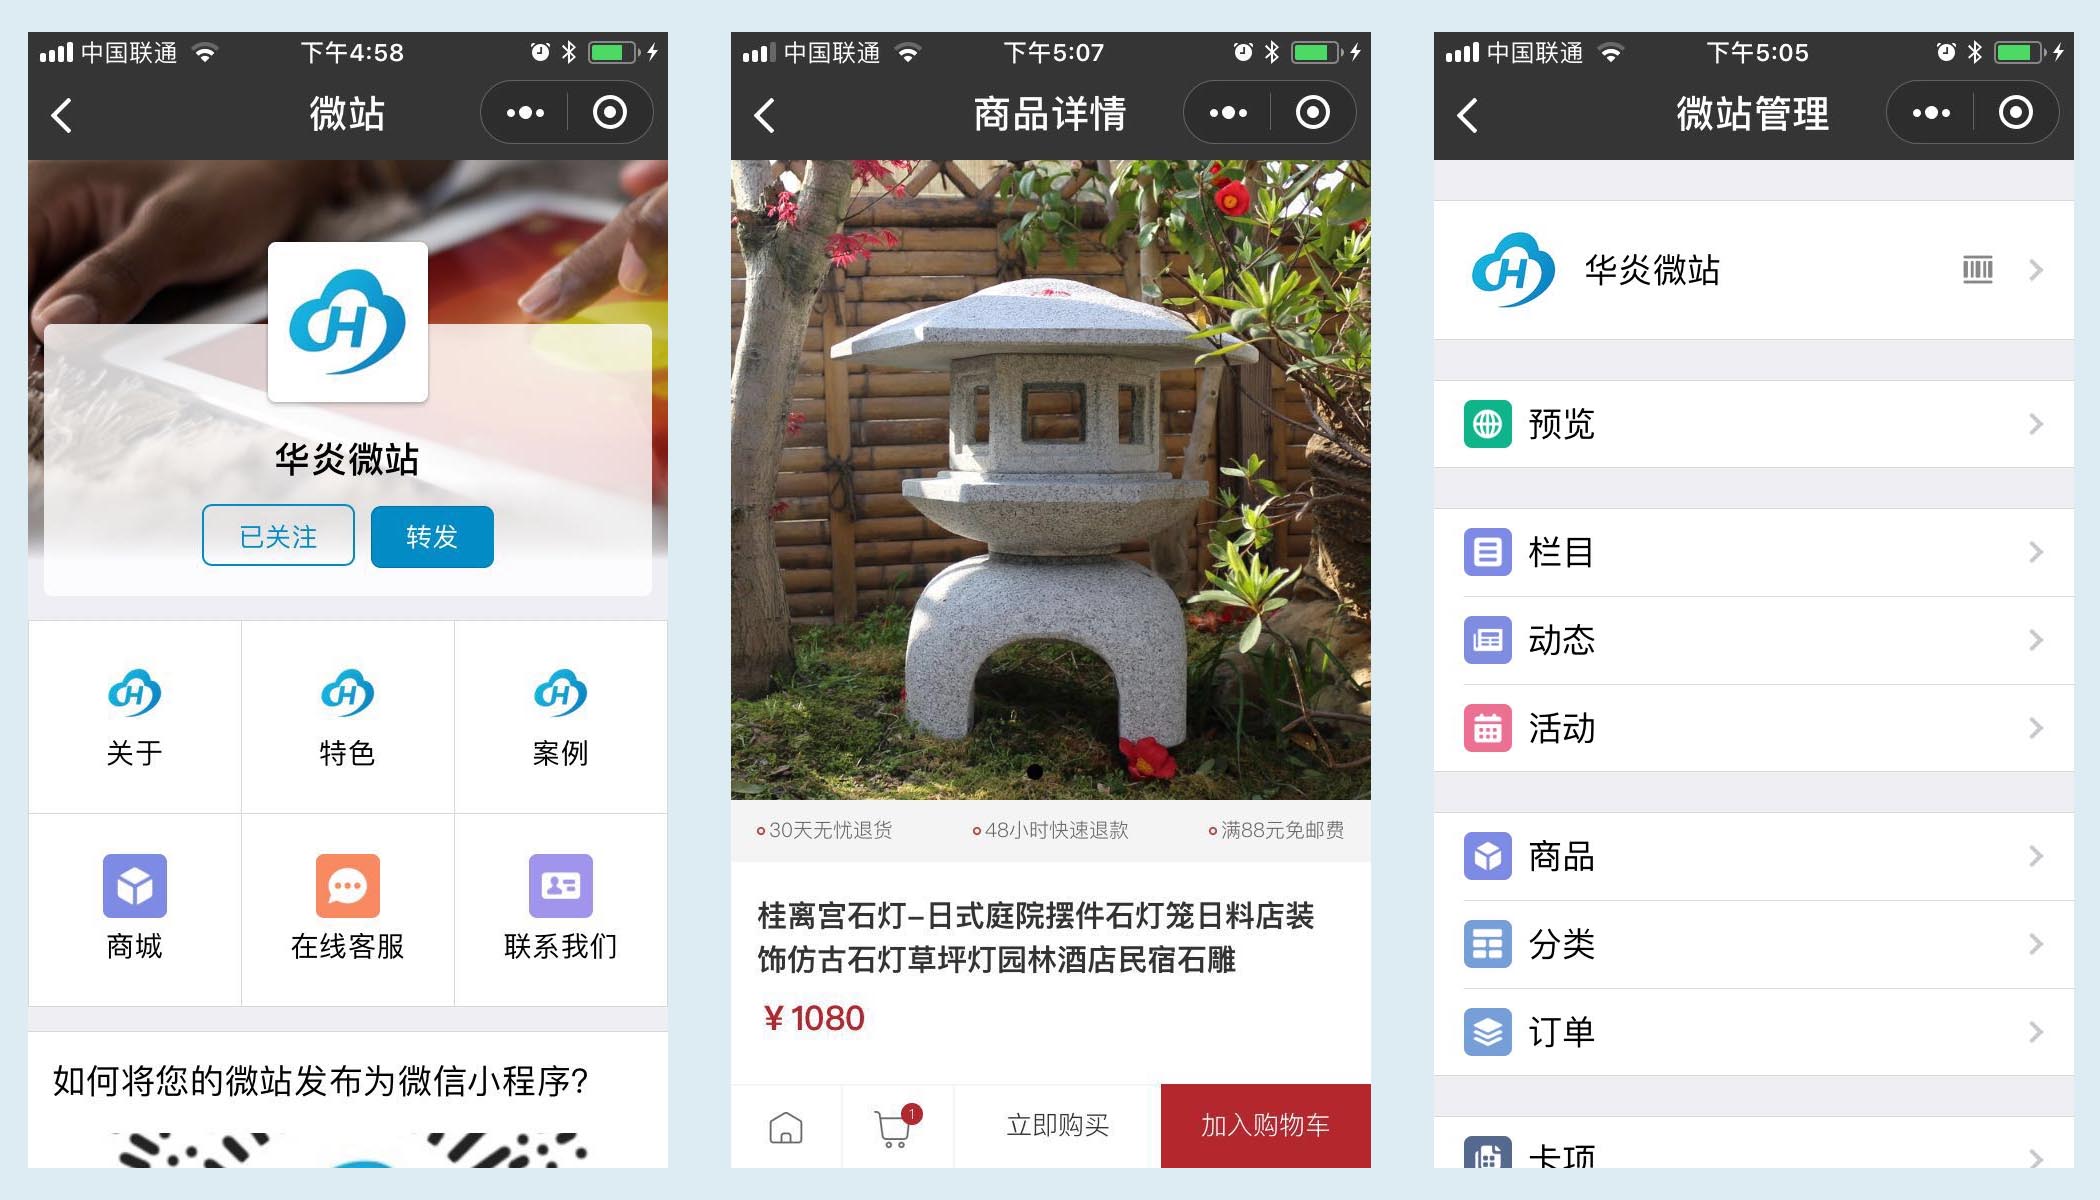 中国联通
下午4:58
微站
H
华炎微站
已关注
转发
H
H
H
关于
特色
案例
商城
在线客服
联系我们
如何将您的微站发布为微信小程序?
中国联通
下午5:07
商品详情
30天无忧退货
48小时快速退款
满88元免邮费
桂离宫石灯-日式庭院摆件石灯笼日料店装
饰仿古石灯草坪灯园林酒店民宿石雕
¥1080
1
立即购买
加入购物车
中国联通
下午5:05
微站管理
H
华炎微站
预览
栏目
动态
活动
商品
分类
订单
卡项